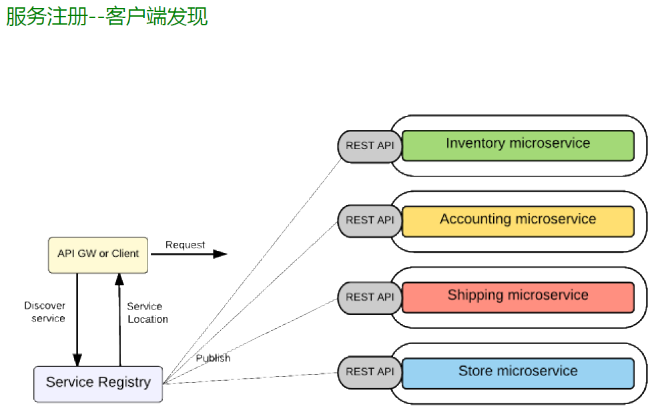 服务注册--客户端发现
REST API
Inventory microservice
REST API
Accounting microservice
API GW or Client
Request
REST API
Shipping microservice
Discover
service
Service
Location
Publish
REST API
Store microservice
Service Registry